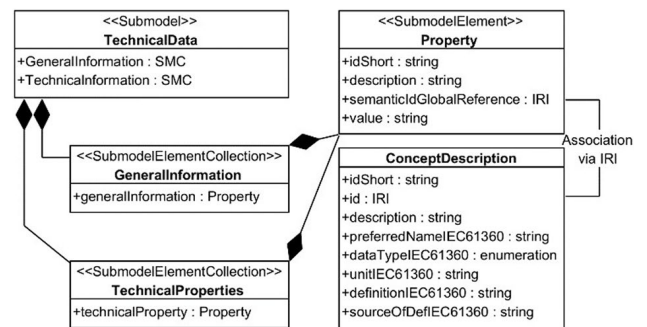 <<Submodel>>
TechnicalData
+GeneralInformation : SMC
+TechnicaInformation : SMC
<<SubmodelElement>>
Property
+idShort : string
+description : string
+semanticIdGlobalReference : IRI
+value : string
Association
via IRI
<<SubmodelElementCollection>>
GeneralInformation
+generalInformation : Property
ConceptDescription
+idShort : string
+id : IRI
+description : string
+preferredNameIEC61360 : string
+dataTypeIEC61360 : enumeration
+unitIEC61360 : string
+definitionIEC61360 : string
+sourceOfDefIEC61360 : string
<<SubmodelElementCollection>>
TechnicalProperties
+technicalProperty : Property